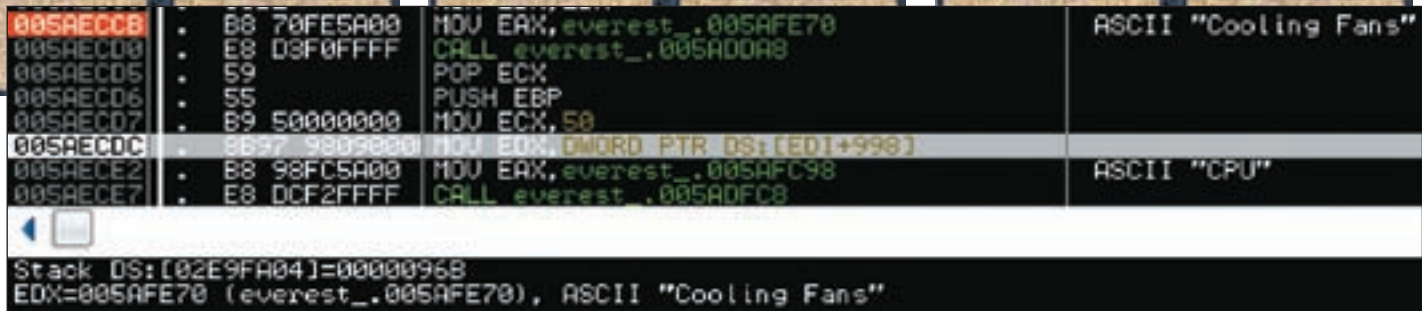 005AECCB . B8 70FE5A00 MOV EAX,everest_.005AFE70 ASCII "Cooling Fans"
005AECD0 . E8 D3F0FFFF CALL everest_.005ADDA8
005AECD5 . 59 POP ECX
005AECD6 . 55 PUSH EBP
005AECD7 . B9 50000000 MOV ECX,50
005AECDC . 8B97 98090000 MOV EDX,DWORD PTR DS:[EDI+998]
005AECE2 . B8 98FC5A00 MOV EAX,everest_.005AFC98 ASCII "CPU"
005AECE7 . E8 DCF2FFFF CALL everest_.005ADFC8
Stack DS:[02E9FA04]=0000096B
EDX=005AFE70 (everest_.005AFE70), ASCII "Cooling Fans"